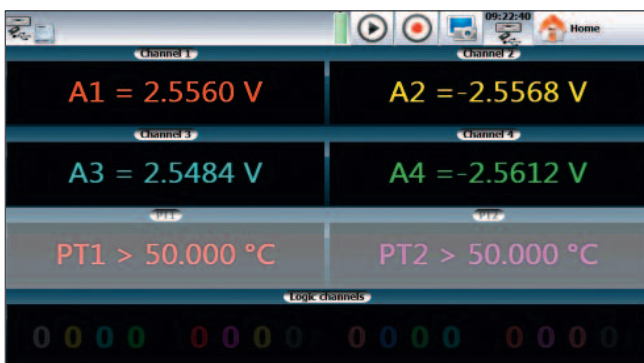 09:22:40
Home
Channel 1 Channel 2
A1 = 2.5560 V A2 =-2.5568 V
Channel 3 Channel 4
A3 = 2.5484 V A4 =-2.5612 V
PT1 PT2
PT1 > 50.000 °C PT2 > 50.000 °C
Logic channels
0 0 0 0 0 0 0 0 0 0 0 0 0 0 0 0